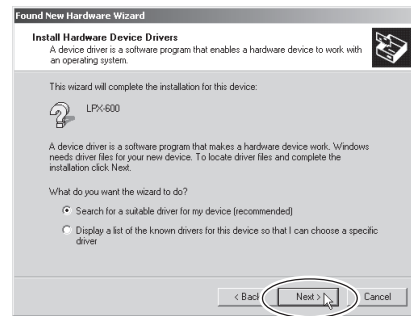 Found New Hardware Wizard
Install Hardware Device Drivers
A device driver is a software program that enables a hardware device to work with
an operating system.
This wizard will complete the installation for this device:
LPX-600
A device driver is a software program that makes a hardware device work. Windows
needs driver files for your new device. To locate driver files and complete the
installation click Next.
What do you want the wizard to do?
Search for a suitable driver for my device (recommended)
Display a list of the known drivers for this device so that I can choose a specific
driver
< Back Next > Cancel